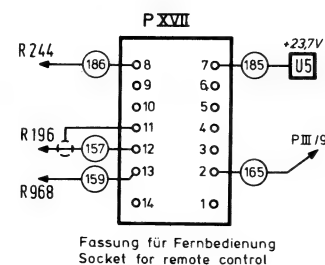 P XVII
+23,7V
R 244
186
8
7
185
U5
9
6
10
5
R196
11
4
P III/9
157
12
3
159
13
2
165
R968
14
1
Fassung für Fernbedienung
Socket for remote control